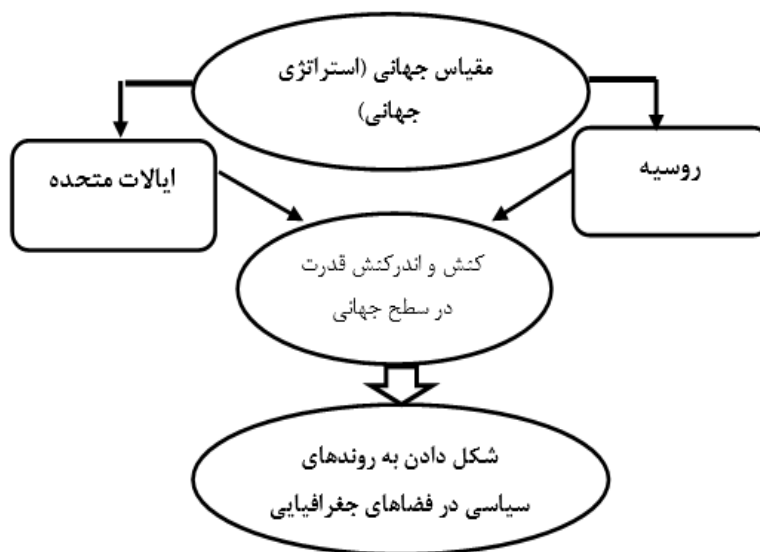 مقیاس جهانی (استراتژی
جهانی)
روسیه
ایالات متحده
کنش و اندرکنش قدرت
در سطح جهانی
شکل دادن به روندهای
سیاسی در فضاهای جغرافیایی